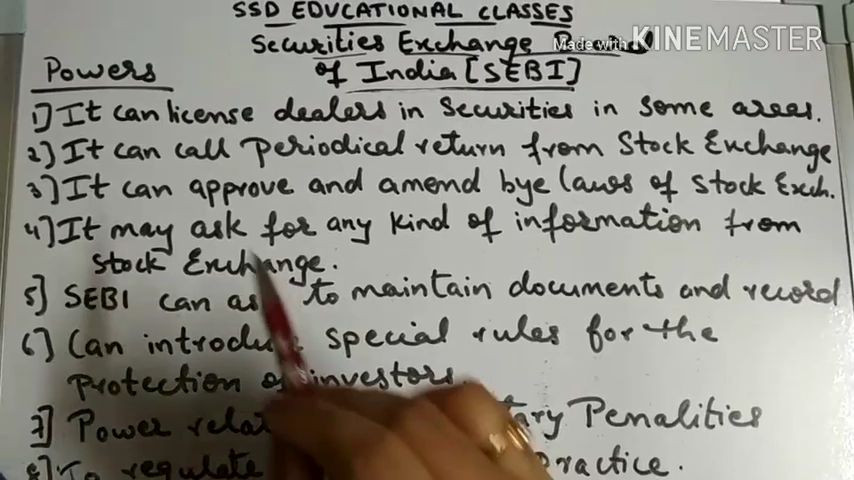 SSD EDUCATIONAL CLASSES
Securities Exchange
Made with KINEMASTER
of India [SEBI]
Powers
1] It can license dealers in securities in some areas.
2] It can call Periodical return from Stock Exchange
3] It can approve and amend bye laws of stock Exch.
4] It may ask for any kind of information from
stock Exchange.
5] SEBI can as to maintain documents and record
6] Can introduce special rules for the
Protection of investors.
7] Power Penalities
8] To regulate Practice.